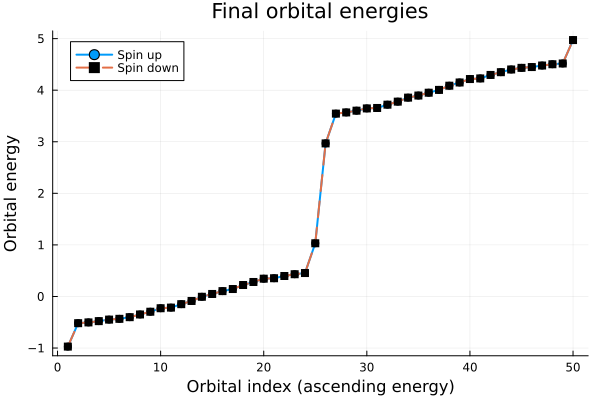 Final orbital energies
Spin up
Spin down
Orbital energy
5
4
3
2
1
0
−1
0
10
20
30
40
50
Orbital index (ascending energy)